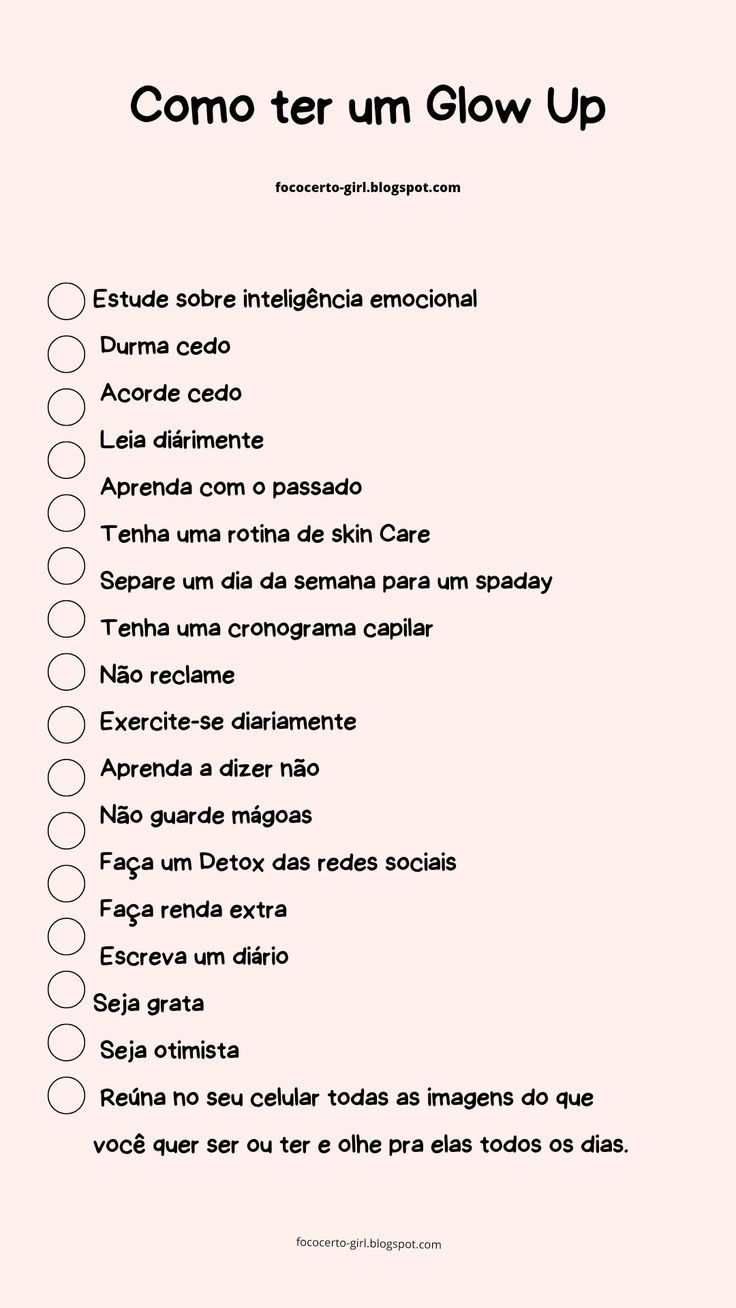 Como ter um Glow Up
fococerto-girl.blogspot.com
Estude sobre inteligência emocional
Durma cedo
Acorde cedo
Leia diárimente
Aprenda com o passado
Tenha uma rotina de skin Care
Separe um dia da semana para um spaday
Tenha uma cronograma capilar
Não reclame
Exercite-se diariamente
Aprenda a dizer não
Não guarde mágoas
Faça um Detox das redes sociais
Faça renda extra
Escreva um diário
Seja grata
Seja otimista
Reúna no seu celular todas as imagens do que
você quer ser ou ter e olhe pra elas todos os dias.
fococerto-girl.blogspot.com